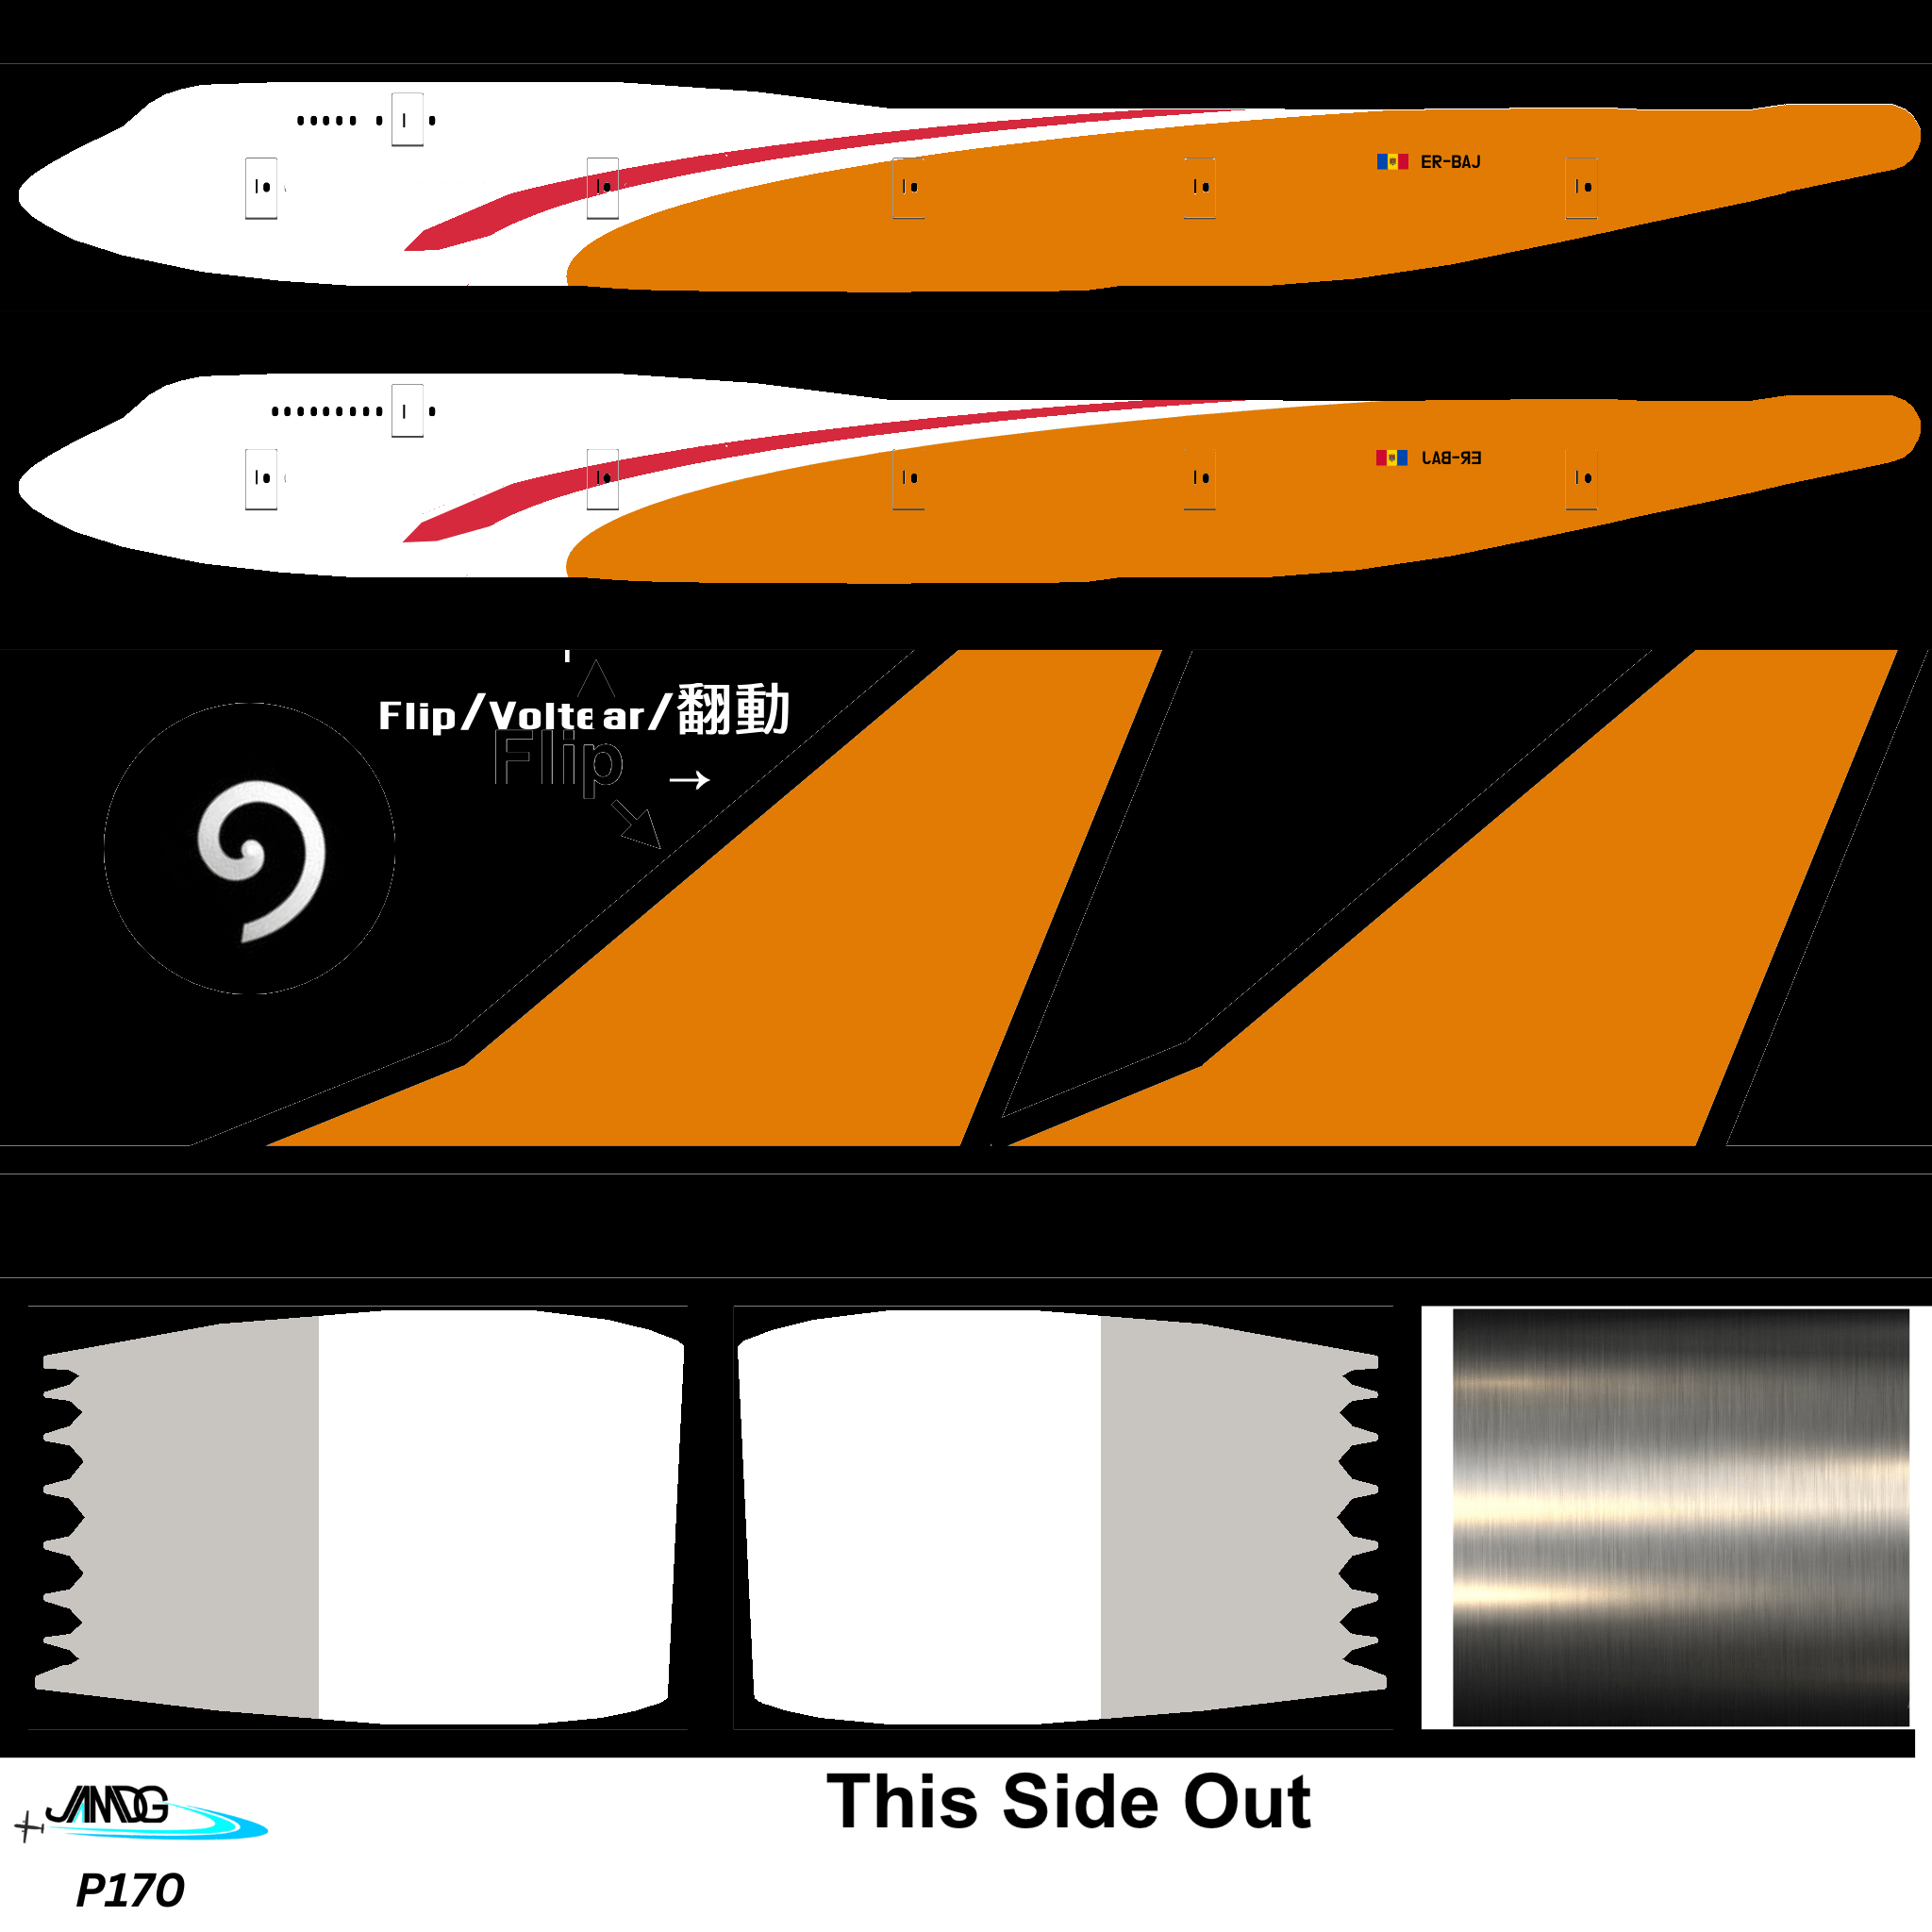 ER-BAJ
ER-BAJ
Flip/Voltear/翻動
Flip
→
This Side Out
JAMDG
P170